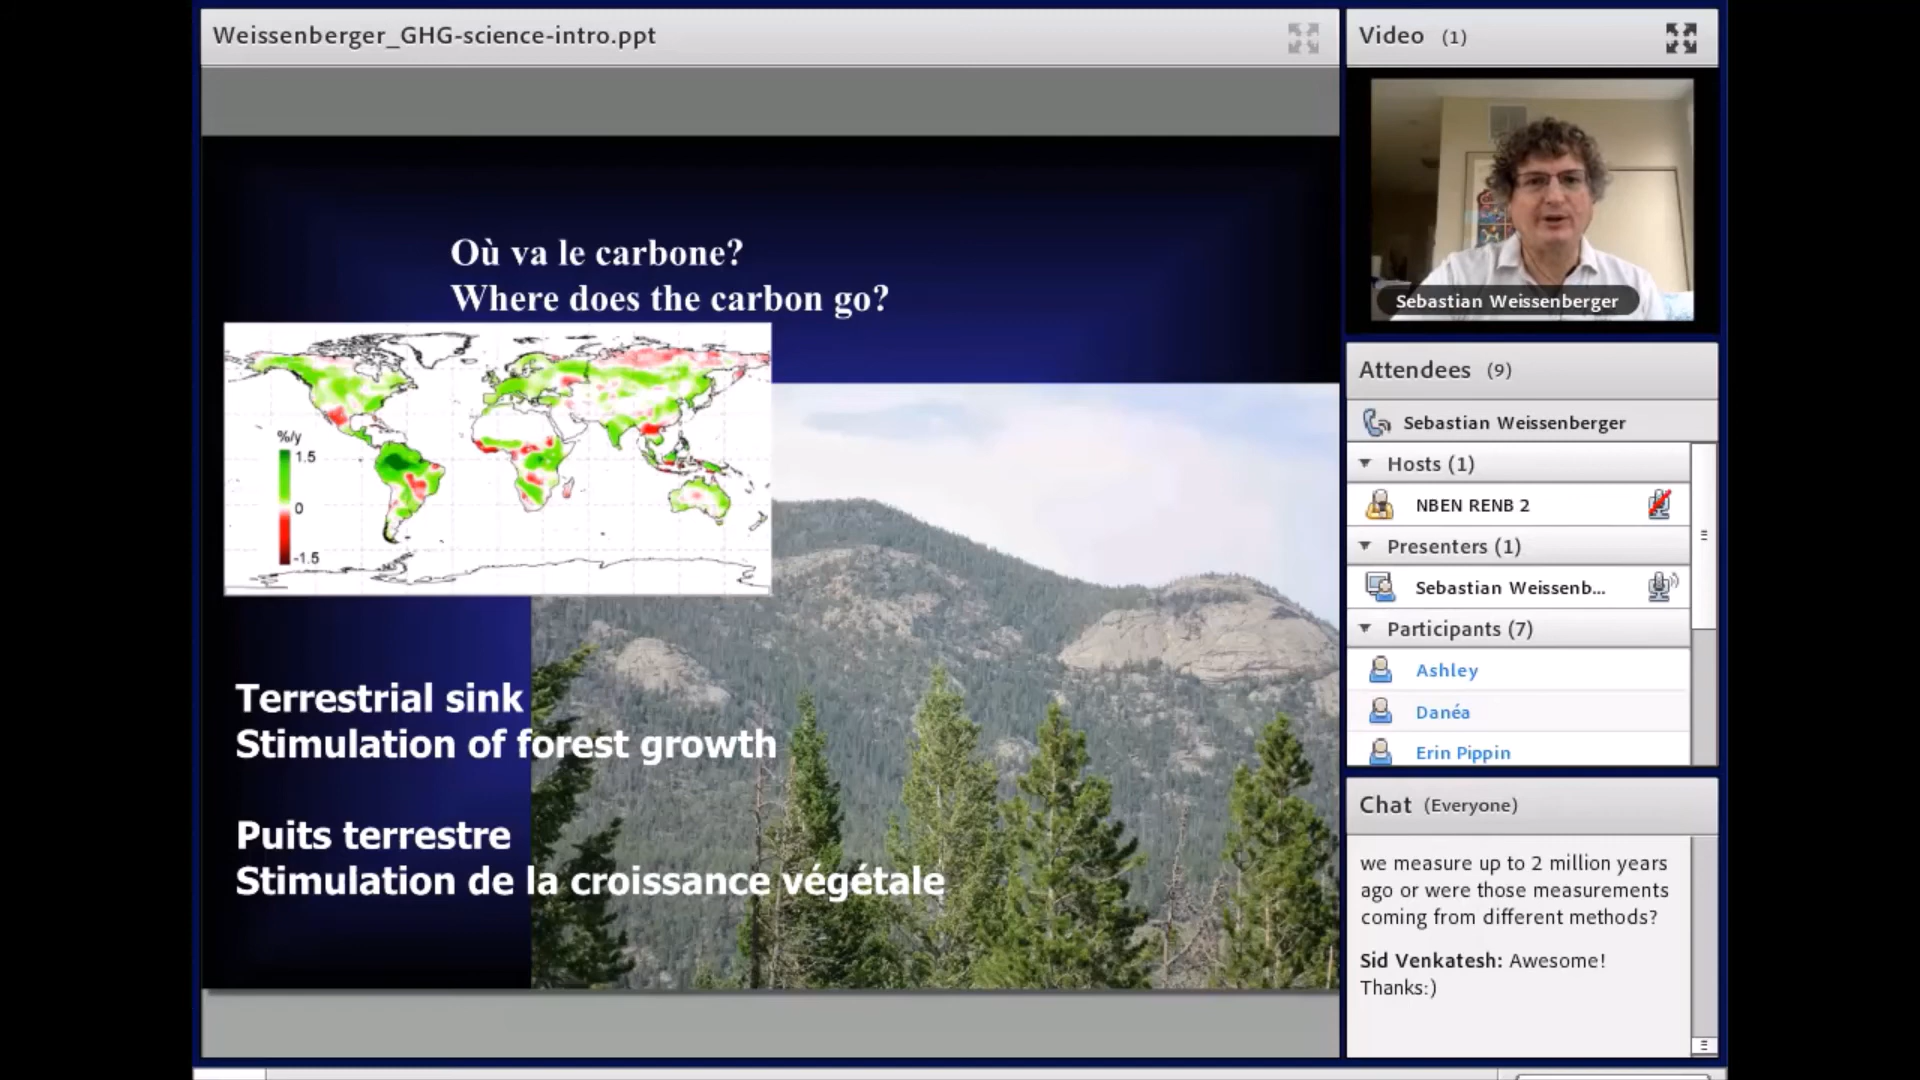 Weissenberger_GHG-science-intro.ppt
Où va le carbone?
Where does the carbon go?
%/y
1.5
0
-1.5
Terrestrial sink
Stimulation of forest growth
Puits terrestre
Stimulation de la croissance végétale
Video (1)
Sebastian Weissenberger
Attendees (9)
Sebastian Weissenberger
Hosts (1)
NBEN RENB 2
Presenters (1)
Sebastian Weissenb...
Participants (7)
Ashley
Danéa
Erin Pippin
Chat (Everyone)
we measure up to 2 million years
ago or were those measurements
coming from different methods?
Sid Venkatesh: Awesome!
Thanks:)